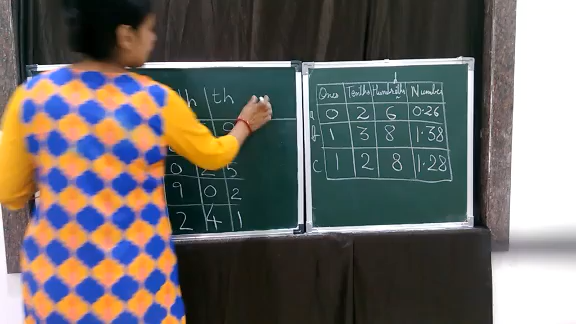 h th
0 2 5
9 0 2
2 4 1
Ones Tenths Hundredths Number
a 0 2 6 0.26
1 3 8 1.38
C 1 2 8 1.28